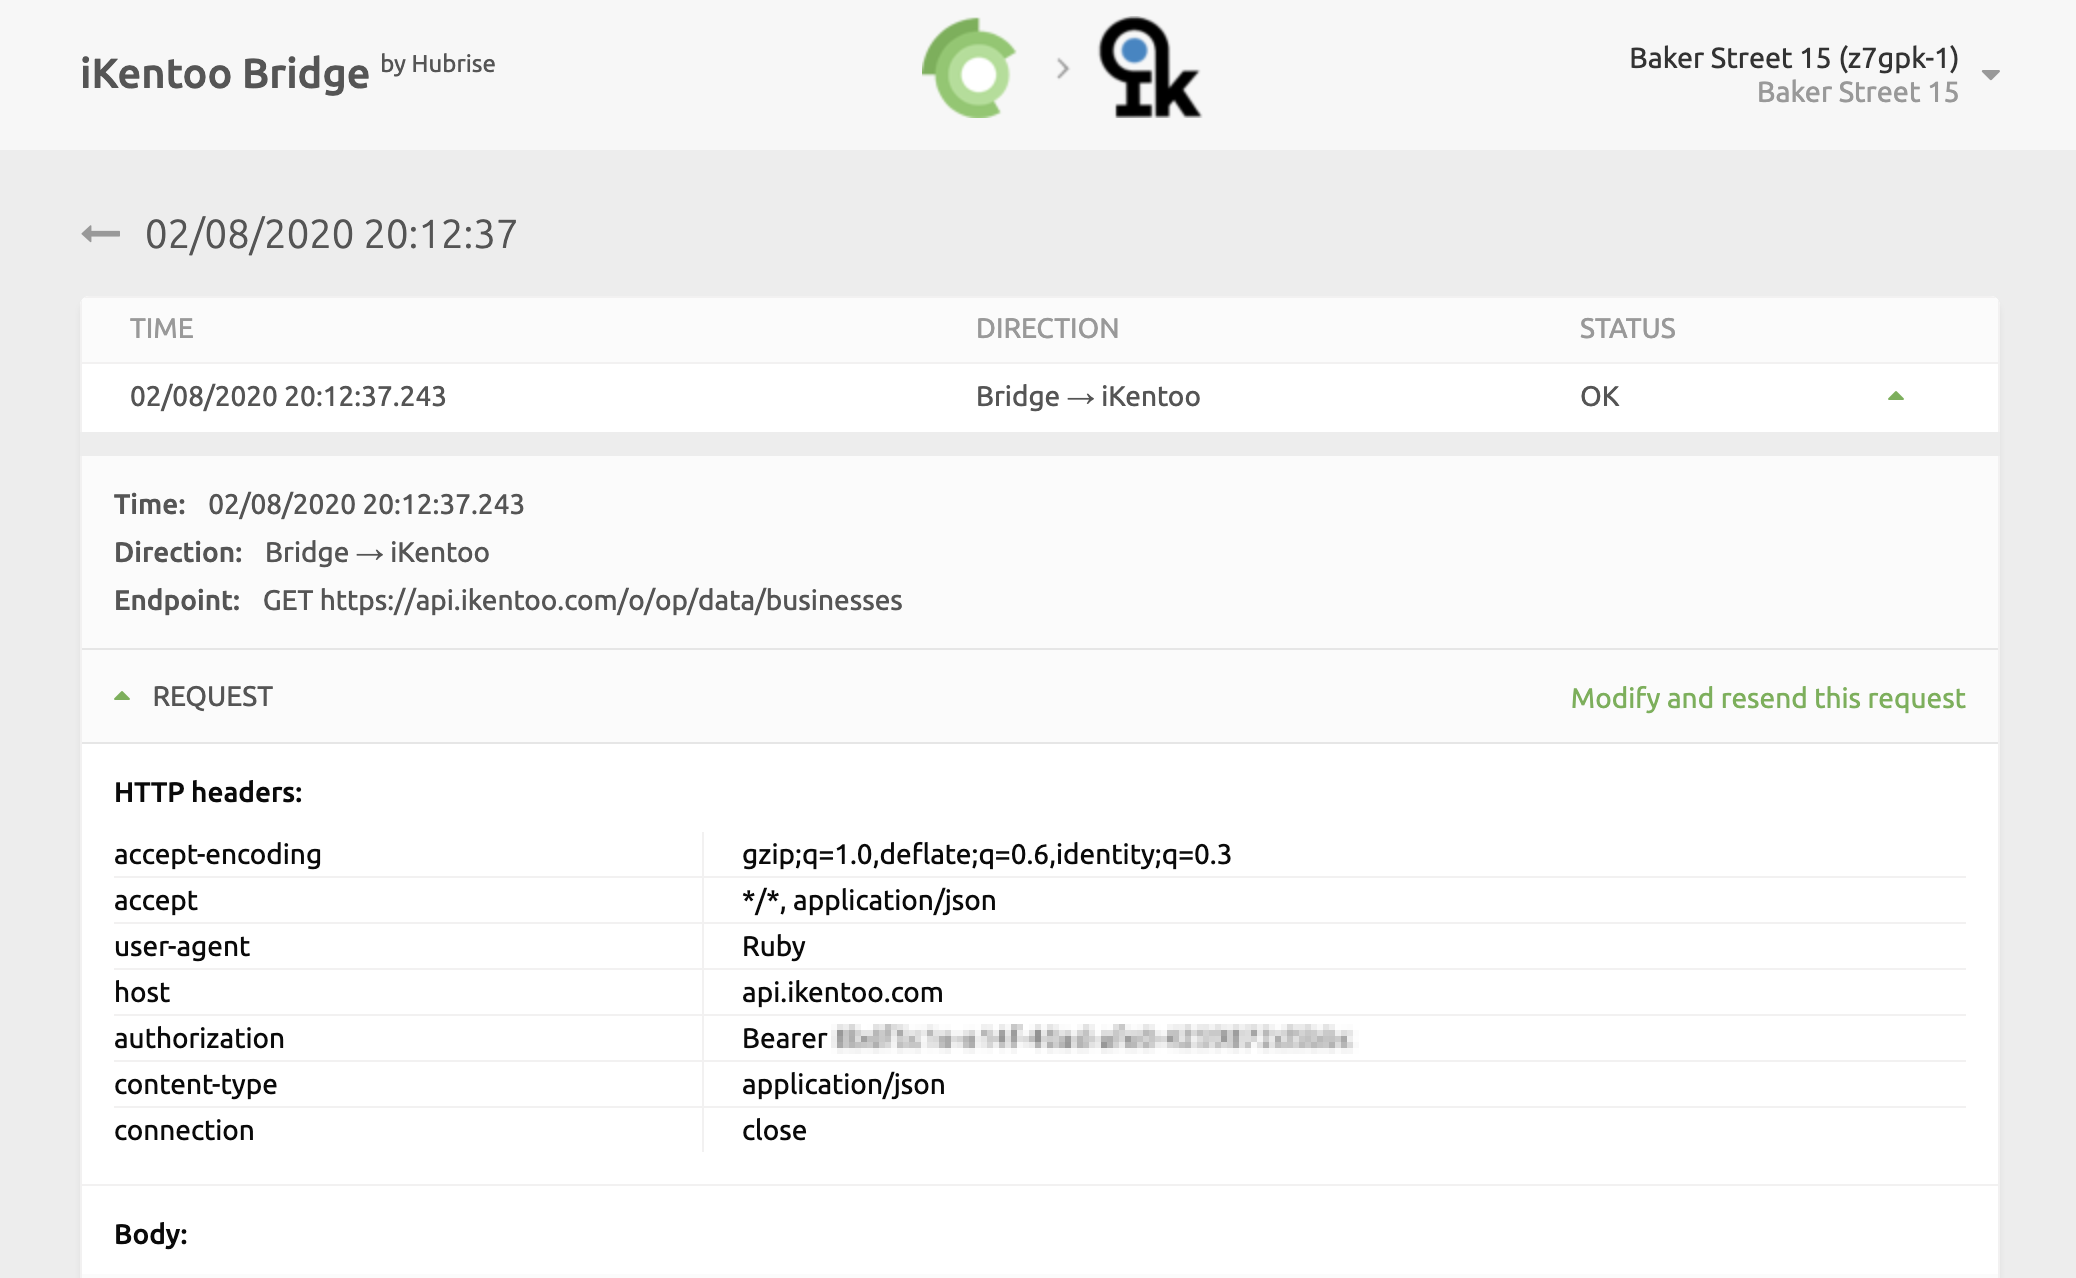 iKentoo Bridge by Hubrise
Ik
Baker Street 15 (z7gpk-1)
Baker Street 15
02/08/2020 20:12:37
TIME DIRECTION STATUS
02/08/2020 20:12:37.243 Bridge → iKentoo OK
Time: 02/08/2020 20:12:37.243
Direction: Bridge → iKentoo
Endpoint: GET https://api.ikentoo.com/o/op/data/businesses
REQUEST Modify and resend this request
HTTP headers:
accept-encoding gzip;q=1.0,deflate;q=0.6,identity;q=0.3
accept */*, application/json
user-agent Ruby
host api.ikentoo.com
authorization Bearer
content-type application/json
connection close
Body: